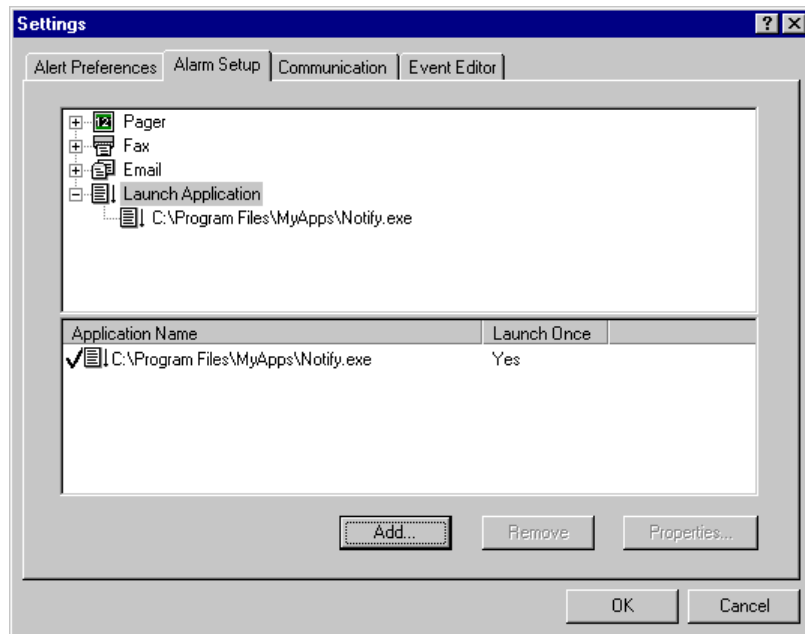 Settings
Alert Preferences Alarm Setup Communication Event Editor
12
Pager
Fax
Email
Launch Application
C:\Program Files\MyApps\Notify.exe
Application Name Launch Once
C:\Program Files\MyApps\Notify.exe Yes
Add... Remove Properties...
OK Cancel